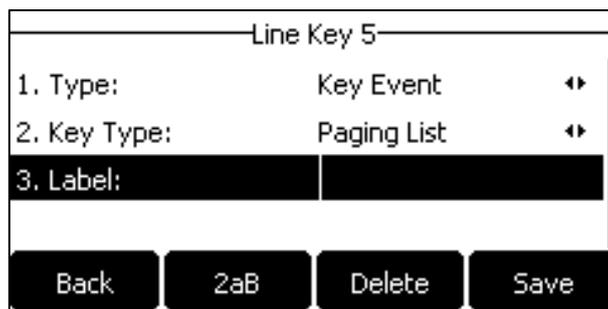 Line Key 5
1. Type: Key Event
2. Key Type: Paging List
3. Label:
Back 2aB Delete Save